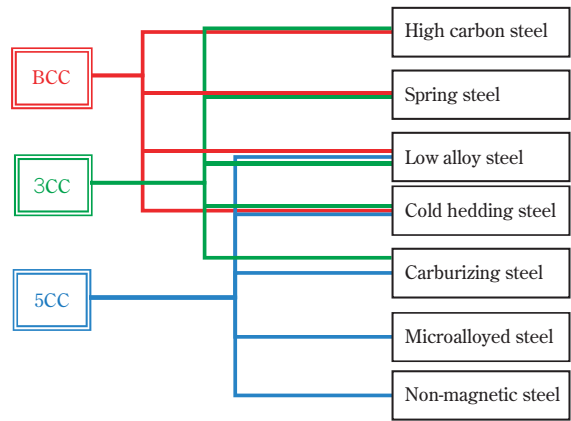 BCC
3CC
5CC
High carbon steel
Spring steel
Low alloy steel
Cold hedding steel
Carburizing steel
Microalloyed steel
Non-magnetic steel